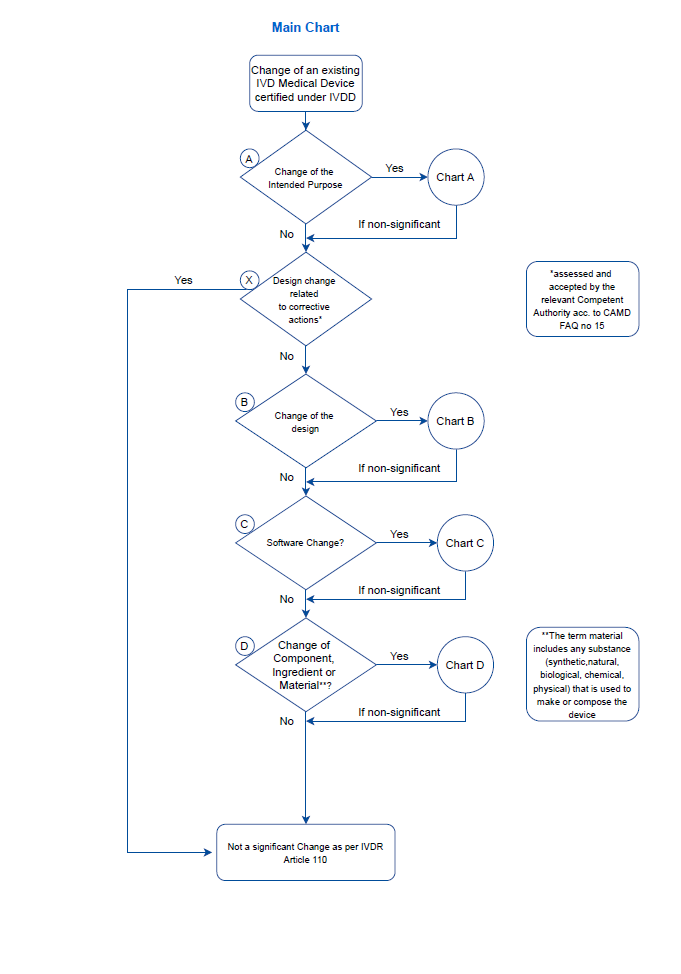 Main Chart
Change of an existing
IVD Medical Device
certified under IVDD
A
Change of the
Intended Purpose
Yes
Chart A
If non-significant
No
Yes
X
Design change
related
to corrective
actions*
*assessed and
accepted by the
relevant Competent
Authority acc. to CAMD
FAQ no 15
No
B
Change of the
design
Yes
Chart B
If non-significant
No
C
Software Change?
Yes
Chart C
If non-significant
No
D
Change of
Component,
Ingredient or
Material**?
Yes
Chart D
**The term material
includes any substance
(synthetic,natural,
biological, chemical,
physical) that is used to
make or compose the
device
If non-significant
No
Not a significant Change as per IVDR
Article 110